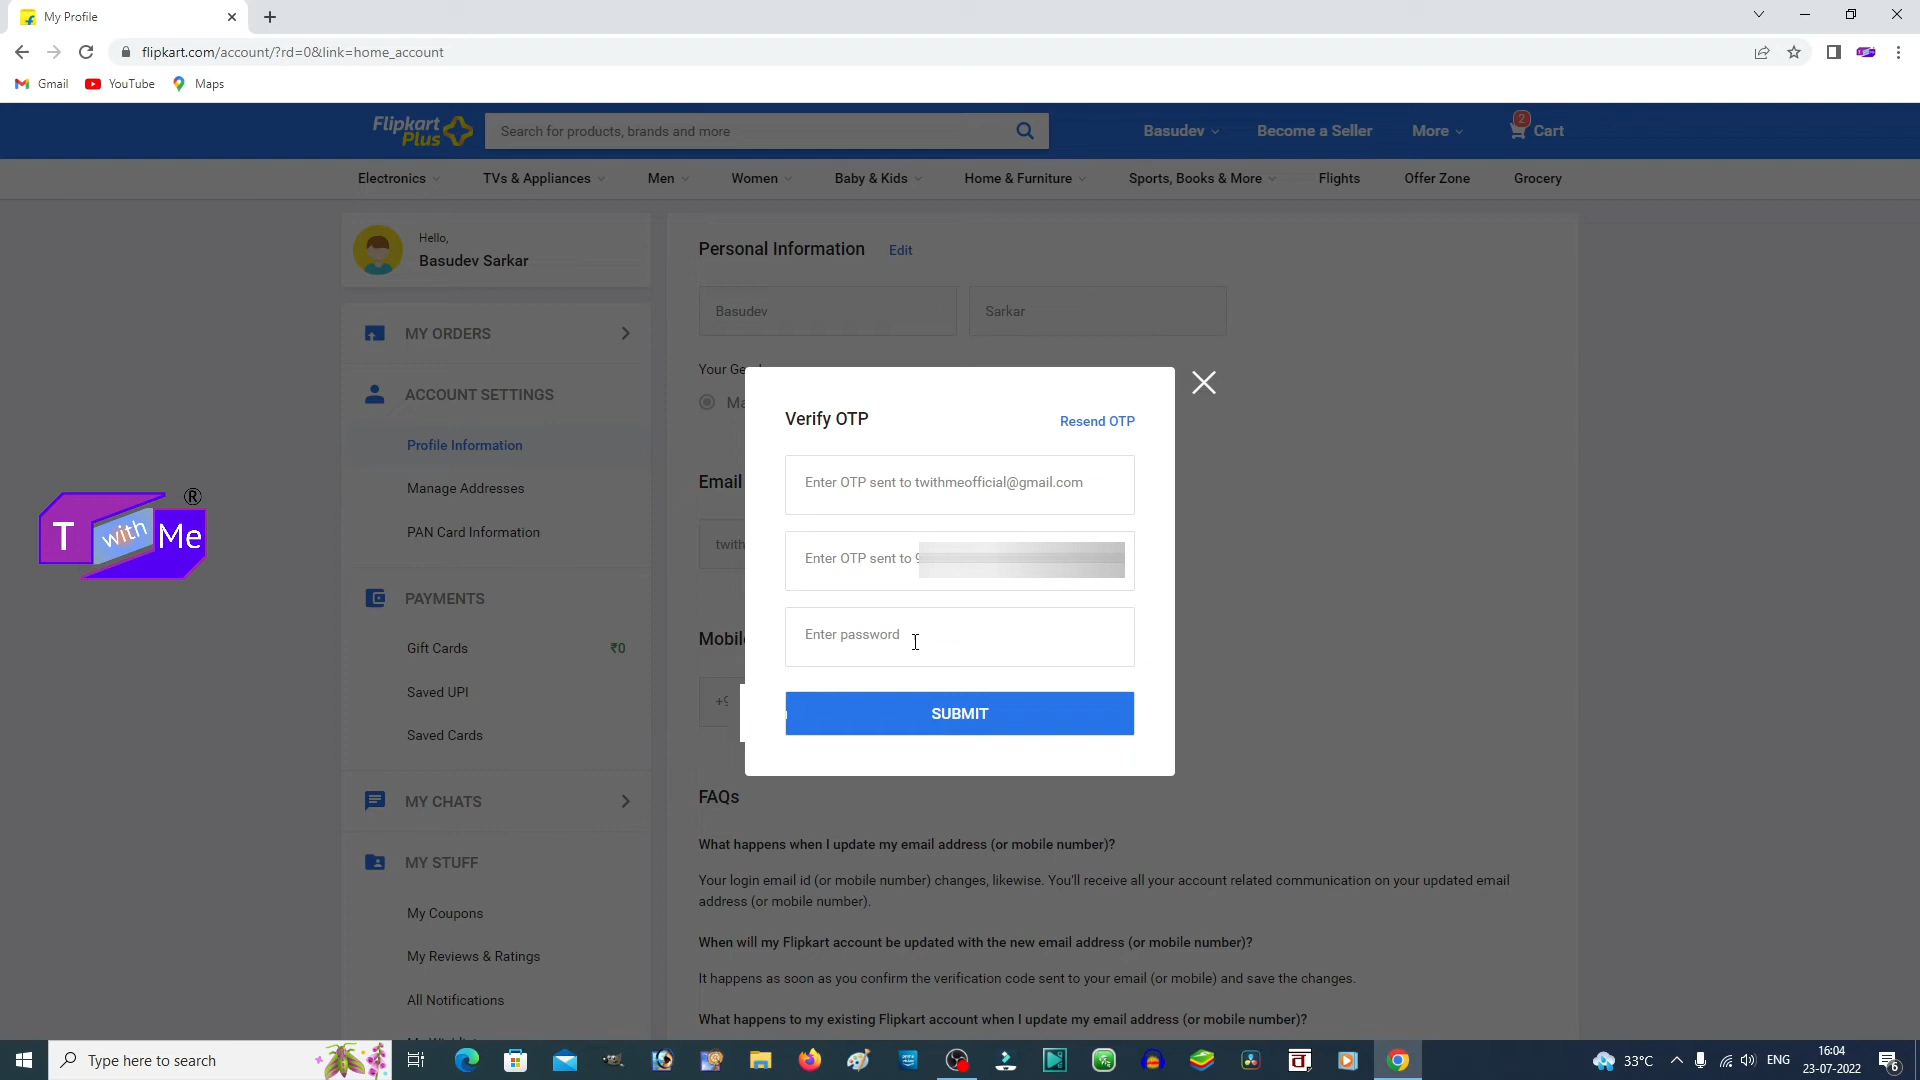 My Profile
flipkart.com/account/?rd=0&link=home_account
Gmail YouTube Maps
Flipkart
Plus
Search for products, brands and more
Basudev Become a Seller More 2 Cart
Electronics TVs & Appliances Men Women Baby & Kids Home & Furniture Sports, Books & More Flights Offer Zone Grocery
Hello,
Basudev Sarkar
MY ORDERS
ACCOUNT SETTINGS
Profile Information
Manage Addresses
PAN Card Information
PAYMENTS
Gift Cards ₹0
Saved UPI
Saved Cards
MY CHATS
MY STUFF
My Coupons
My Reviews & Ratings
All Notifications
Personal Information Edit
Basudev Sarkar
Your
Email
twith
+9
Verify OTP Resend OTP
Enter OTP sent to twithmeofficial@gmail.com
Enter OTP sent to 9
Enter password
SUBMIT
FAQs
What happens when I update my email address (or mobile number)?
Your login email id (or mobile number) changes, likewise. You'll receive all your account related communication on your updated email
address (or mobile number).
When will my Flipkart account be updated with the new email address (or mobile number)?
It happens as soon as you confirm the verification code sent to your email (or mobile) and save the changes.
What happens to my existing Flipkart account when I update my email address (or mobile number)?
T with Me ®
Type here to search
33°C ENG 16:04
23-07-2022 6